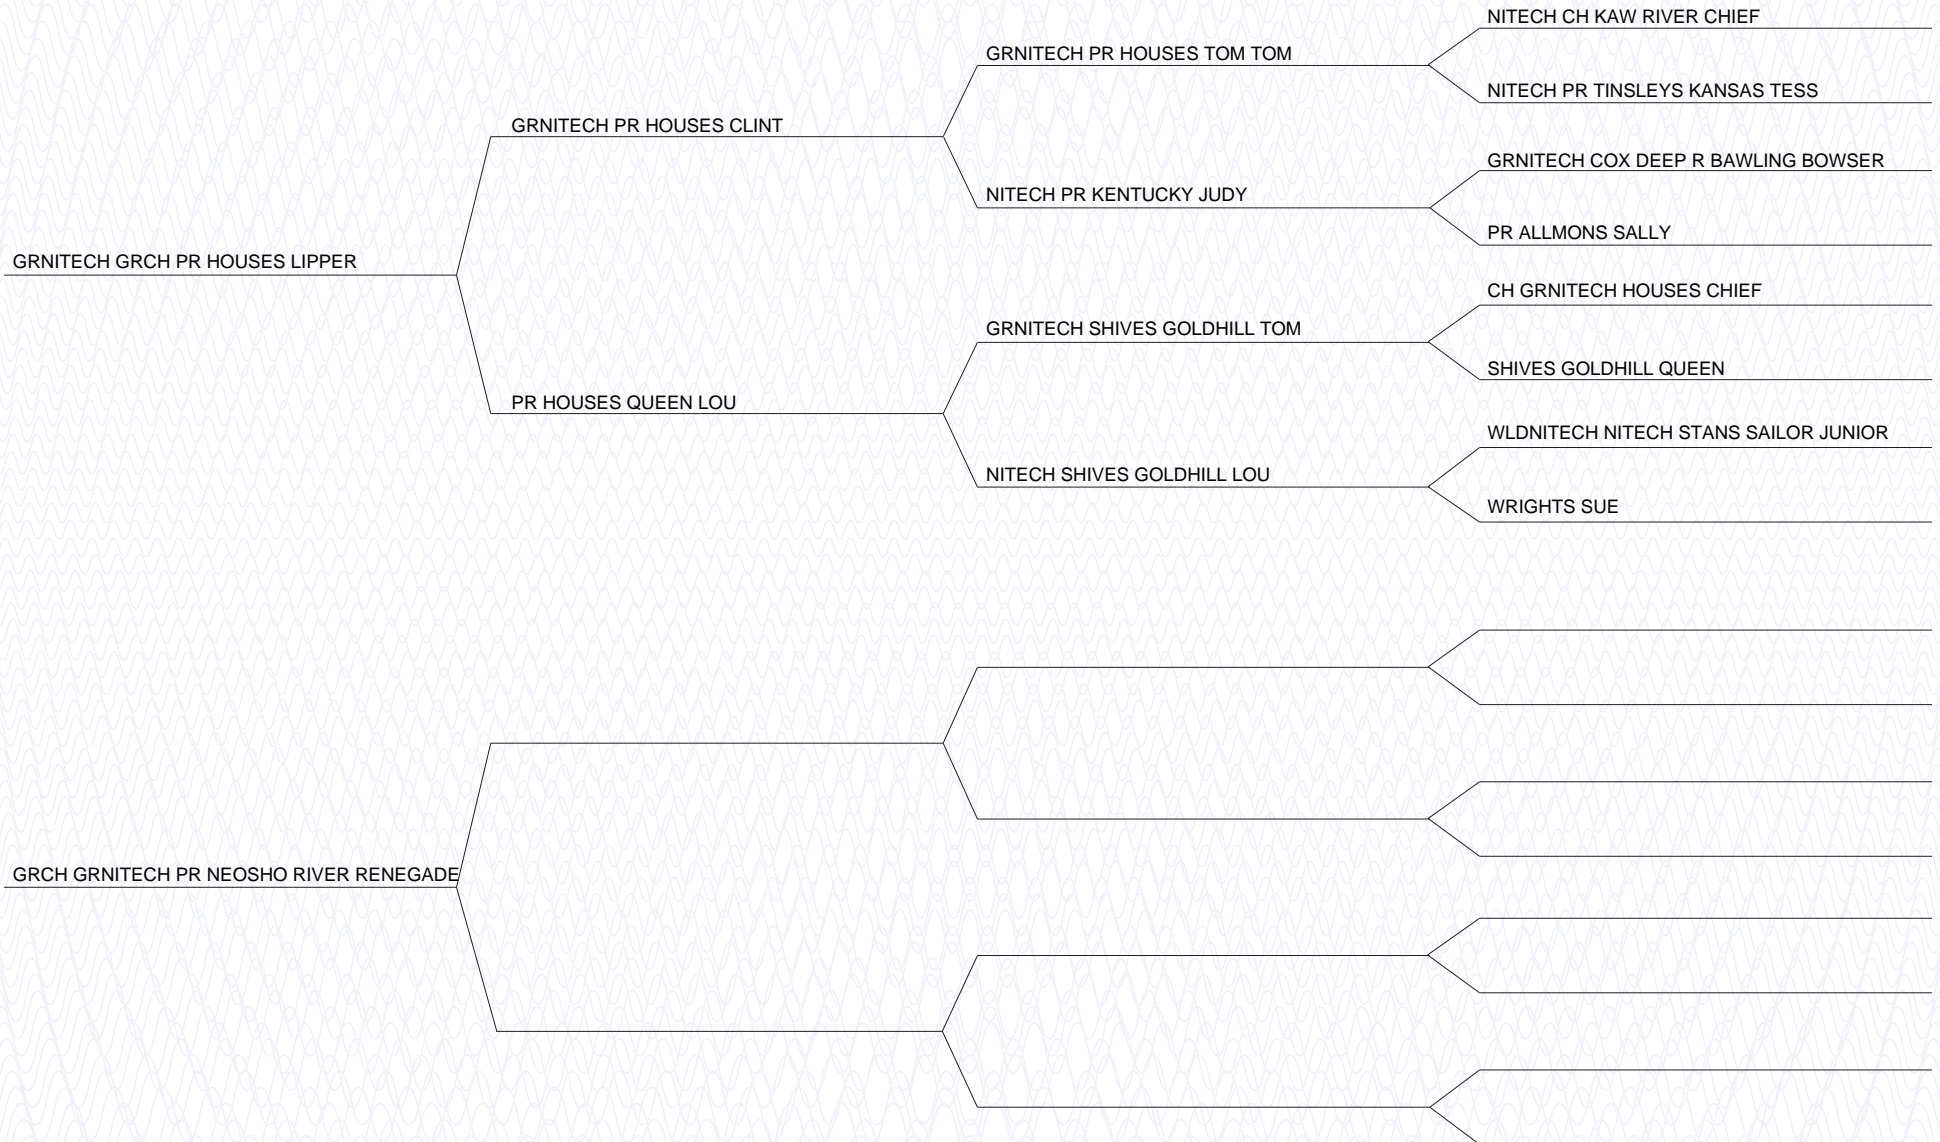 NITECH CH KAW RIVER CHIEF
GRNITECH PR HOUSES TOM TOM
NITECH PR TINSLEYS KANSAS TESS
GRNITECH PR HOUSES CLINT
GRNITECH COX DEEP R BAWLING BOWSER
NITECH PR KENTUCKY JUDY
PR ALLMONS SALLY
GRNITECH GRCH PR HOUSES LIPPER
CH GRNITECH HOUSES CHIEF
GRNITECH SHIVES GOLDHILL TOM
SHIVES GOLDHILL QUEEN
PR HOUSES QUEEN LOU
WLDNITECH NITECH STANS SAILOR JUNIOR
NITECH SHIVES GOLDHILL LOU
WRIGHTS SUE
GRCH GRNITECH PR NEOSHO RIVER RENEGADE